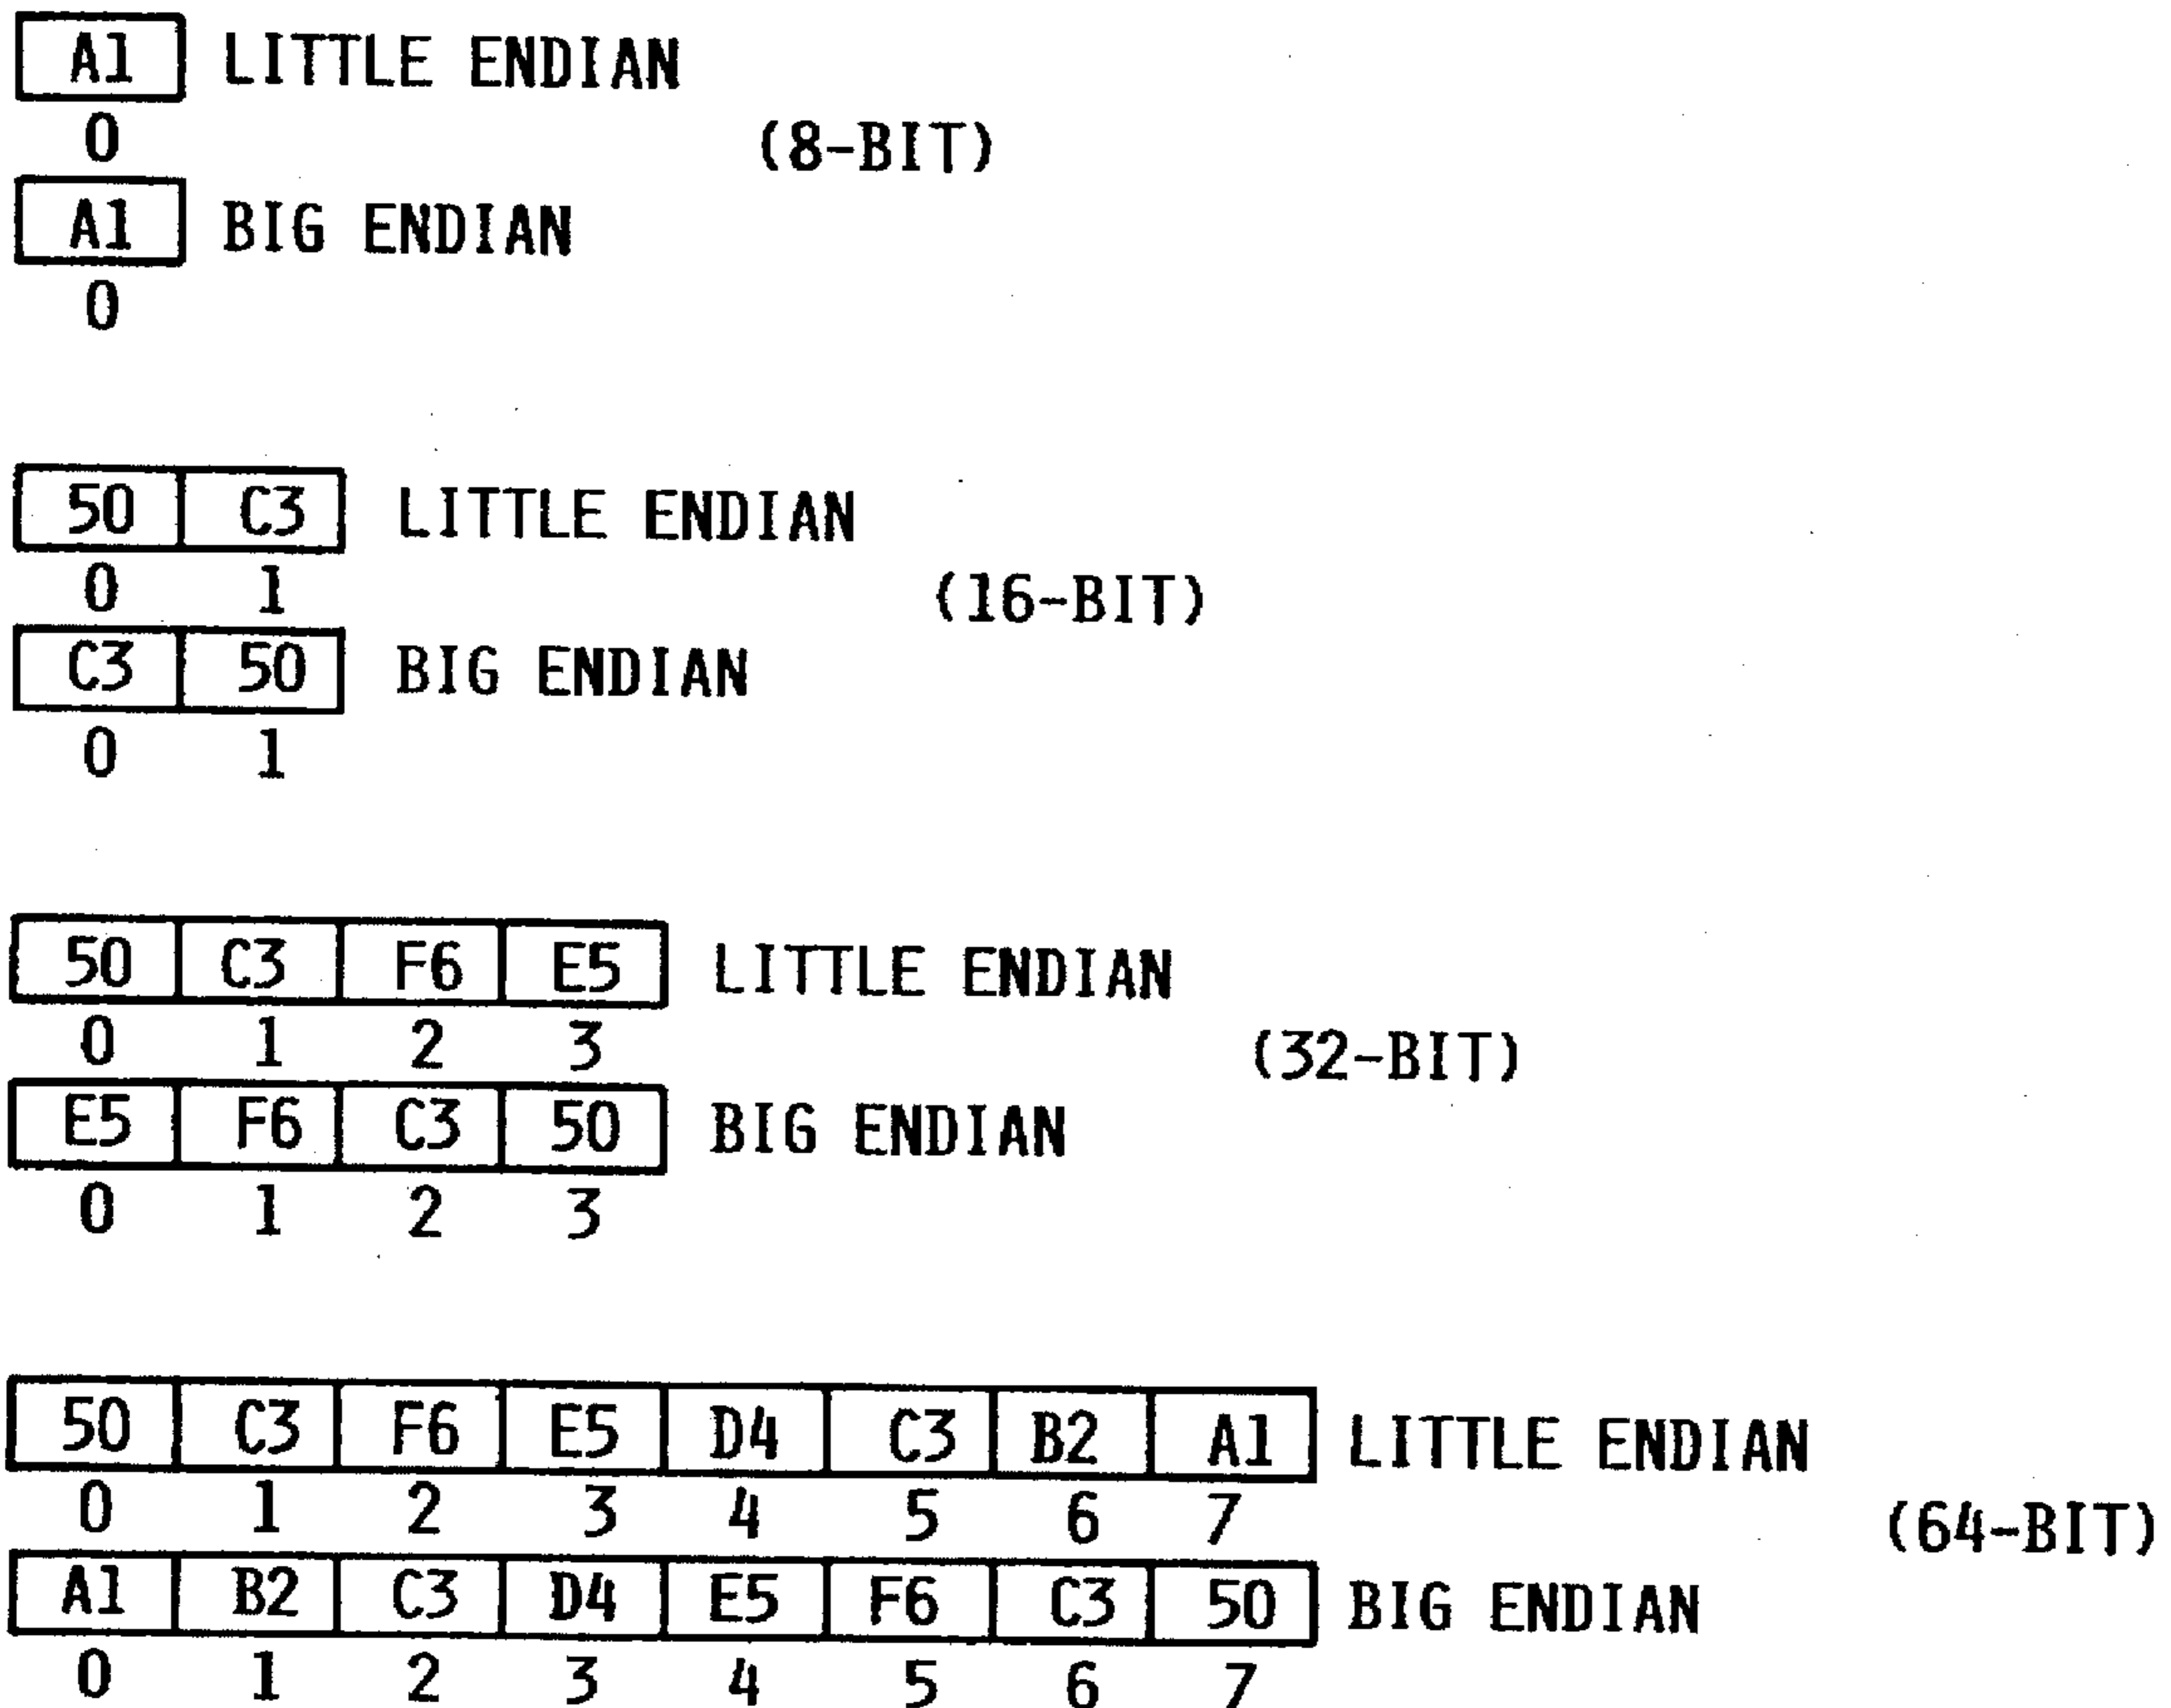 A1 LITTLE ENDIAN
0
(8-BIT)
A1 BIG ENDIAN
0
50 C3 LITTLE ENDIAN
0 1
(16-BIT)
C3 50 BIG ENDIAN
0 1
50 C3 F6 E5 LITTLE ENDIAN
0 1 2 3
(32-BIT)
E5 F6 C3 50 BIG ENDIAN
0 1 2 3
50 C3 F6 E5 D4 C3 B2 A1 LITTLE ENDIAN
0 1 2 3 4 5 6 7
(64-BIT)
A1 B2 C3 D4 E5 F6 C3 50 BIG ENDIAN
0 1 2 3 4 5 6 7